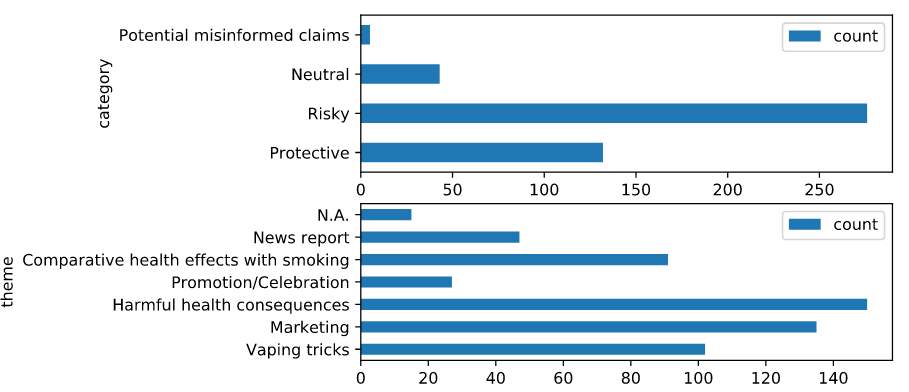 Potential misinformed claims
Neutral
Risky
Protective
category
count
0 50 100 150 200 250
N.A.
News report
Comparative health effects with smoking
Promotion/Celebration
Harmful health consequences
Marketing
Vaping tricks
theme
count
0 20 40 60 80 100 120 140